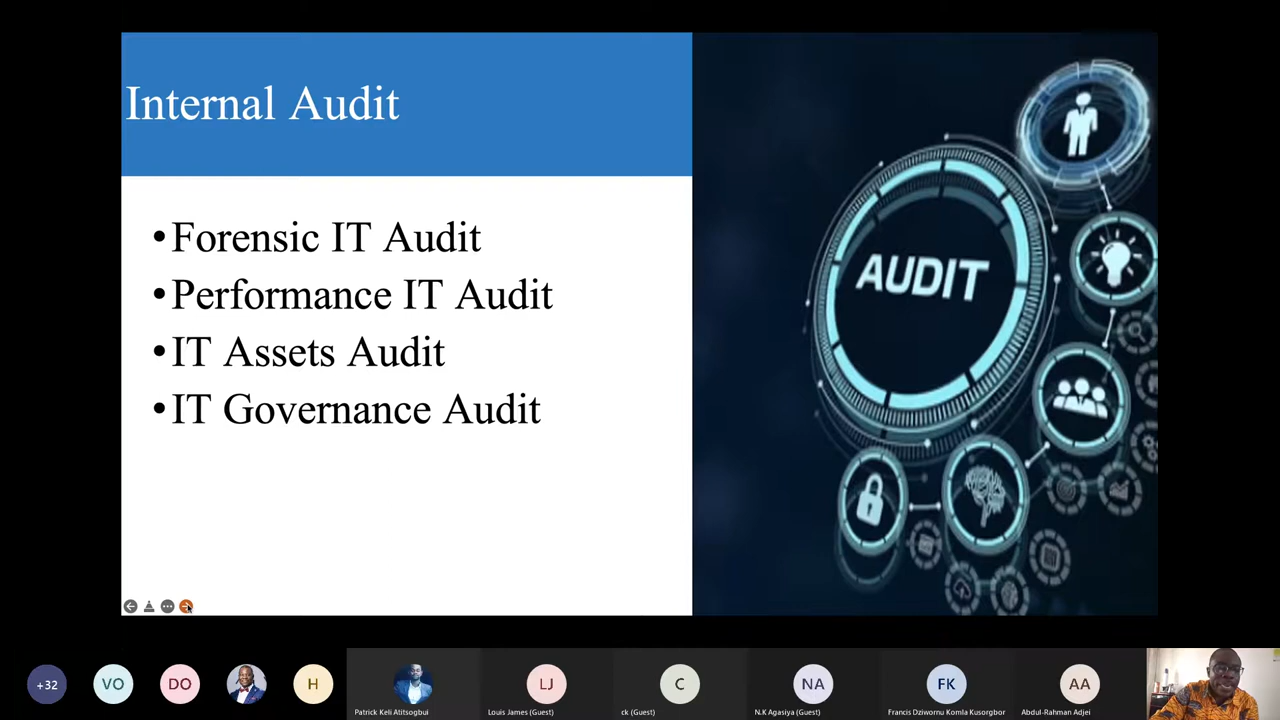 Internal Audit
•Forensic IT Audit
•Performance IT Audit
•IT Assets Audit
•IT Governance Audit
AUDIT
+32
VO
DO
H
Patrick Keli Atitsogbui
LJ
Louis James (Guest)
C
ck (Guest)
NA
N.K Agasiya (Guest)
FK
Francis Dziwornu Komla Kusorgbor
AA
Abdul-Rahman Adjei